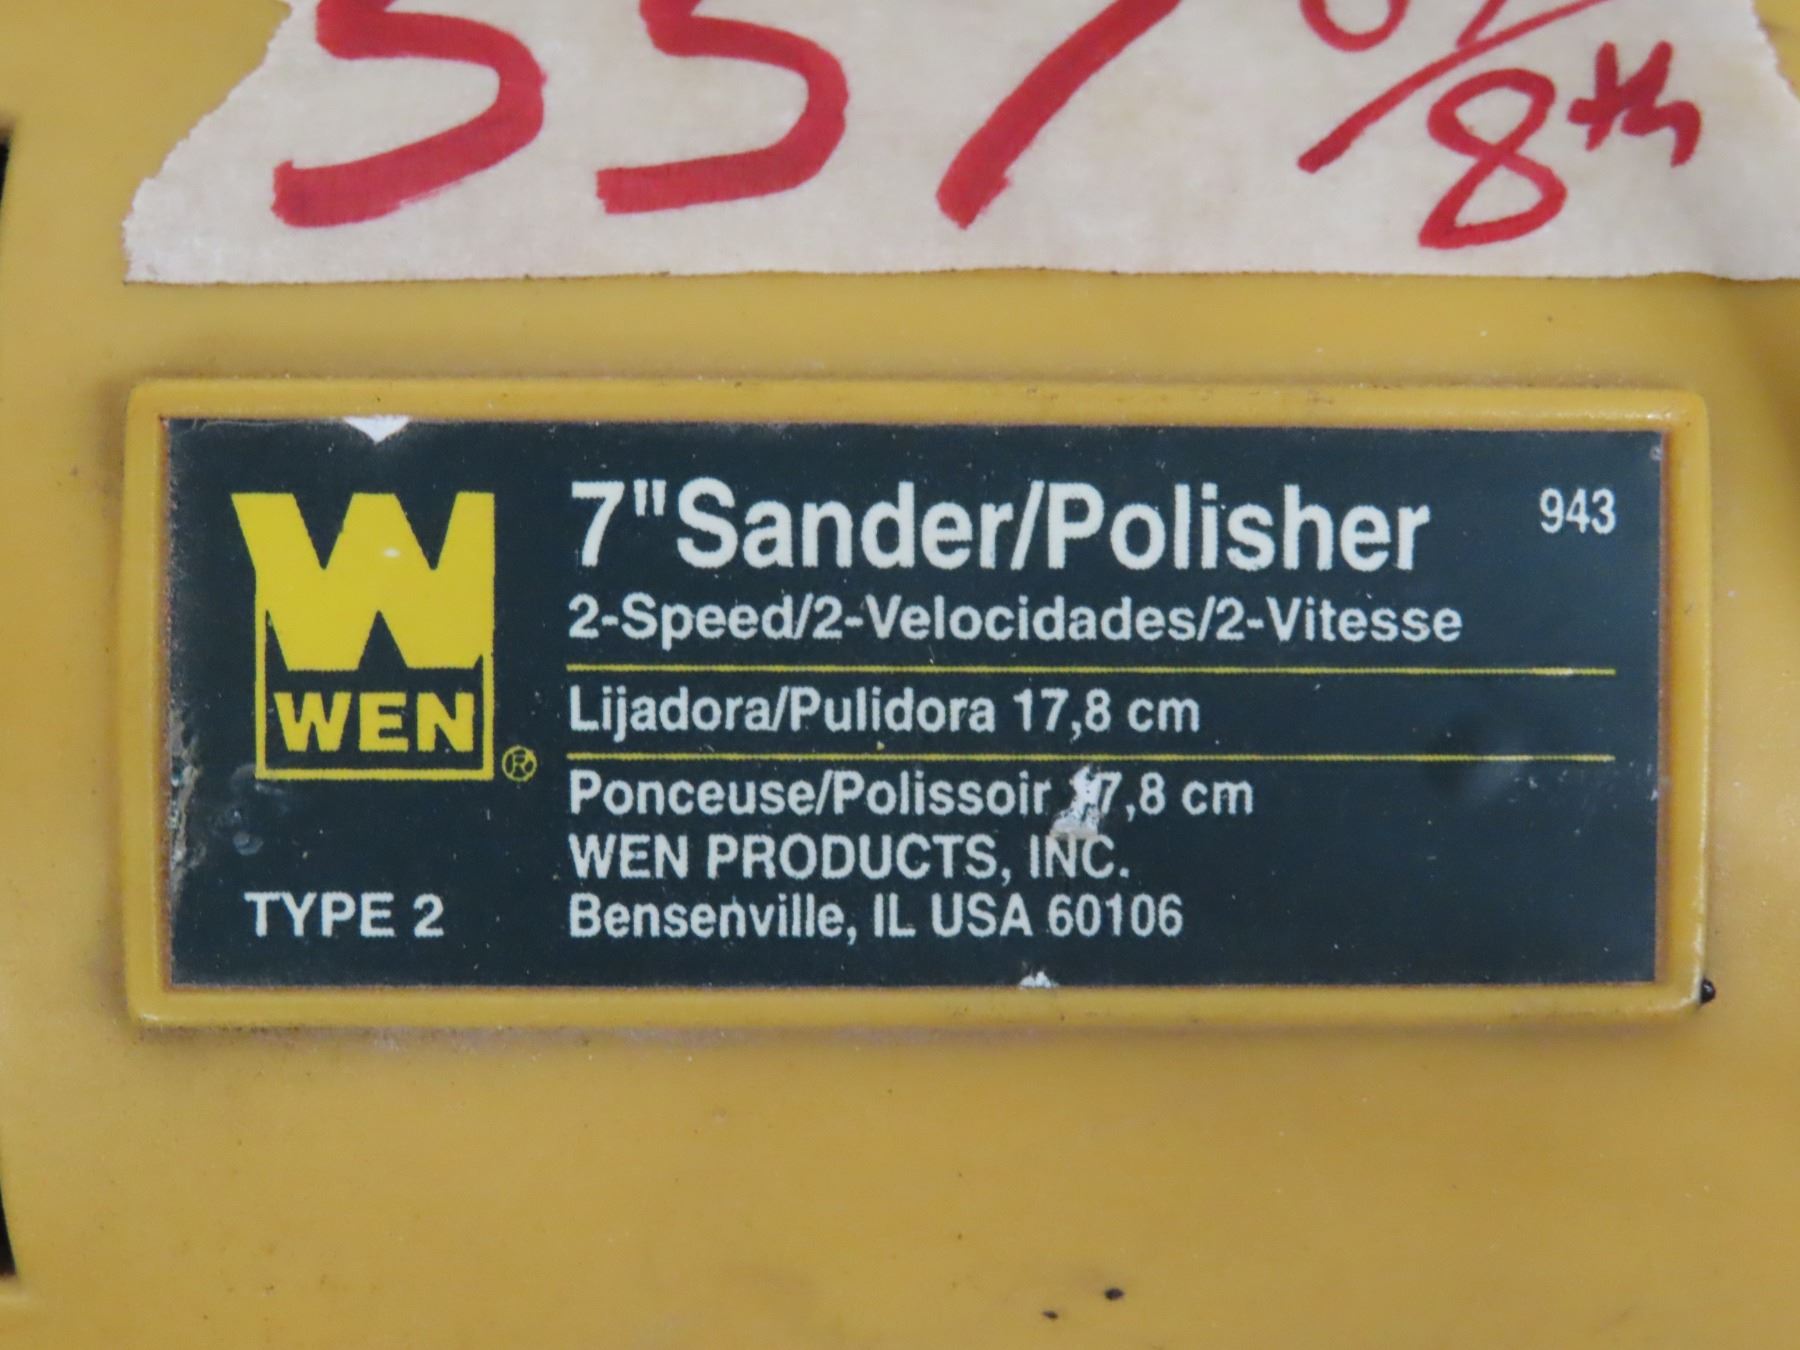 557
8th
7"Sander/Polisher 943
2-Speed/2-Velocidades/2-Vitesse
Lijadora/Pulidora 17,8 cm
WEN®
Ponceuse/Polissoir 17,8 cm
WEN PRODUCTS, INC.
TYPE 2
Bensenville, IL USA 60106